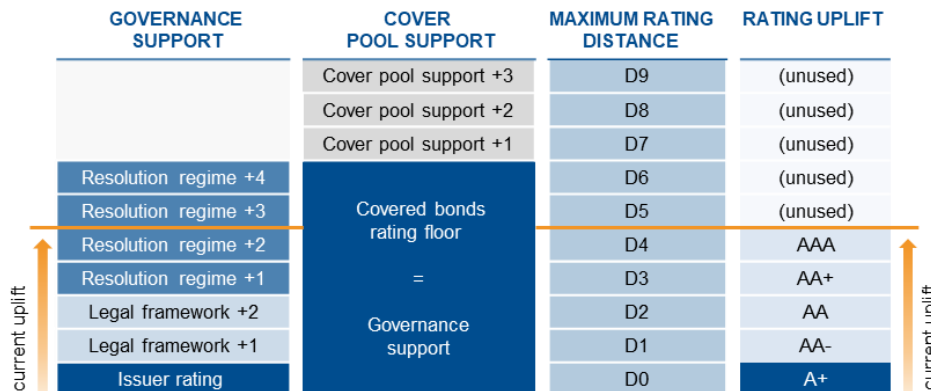 GOVERNANCE
SUPPORT
COVER
POOL SUPPORT
MAXIMUM RATING
DISTANCE
RATING UPLIFT
Cover pool support +3
D9
(unused)
Cover pool support +2
D8
(unused)
Cover pool support +1
D7
(unused)
Resolution regime +4
D6
(unused)
Resolution regime +3
Covered bonds
rating floor
D5
(unused)
Resolution regime +2
D4
AAA
Resolution regime +1
=
D3
AA+
Legal framework +2
D2
AA
Legal framework +1
Governance
support
D1
AA-
Issuer rating
D0
A+
current uplift
current uplift